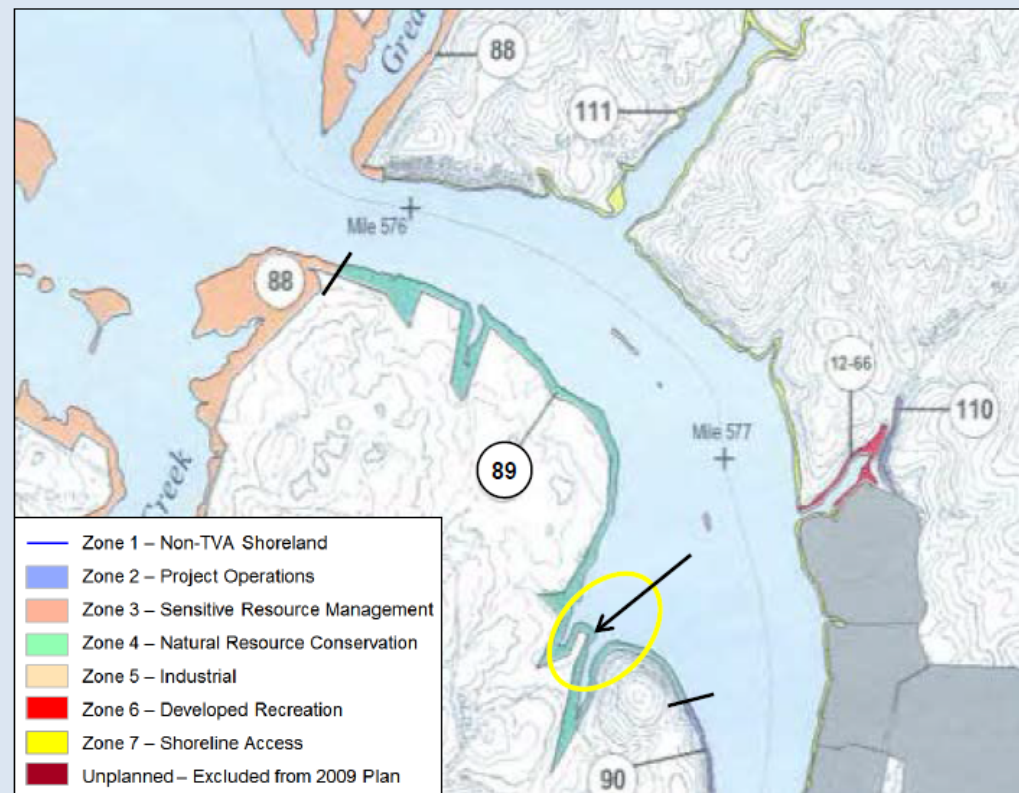 Grea
88
111
Mile 576
88
12-66
110
Mile 577
89
Creek
Zone 1 – Non-TVA Shoreland
Zone 2 – Project Operations
Zone 3 – Sensitive Resource Management
Zone 4 – Natural Resource Conservation
Zone 5 – Industrial
Zone 6 – Developed Recreation
Zone 7 – Shoreline Access
Unplanned – Excluded from 2009 Plan
90